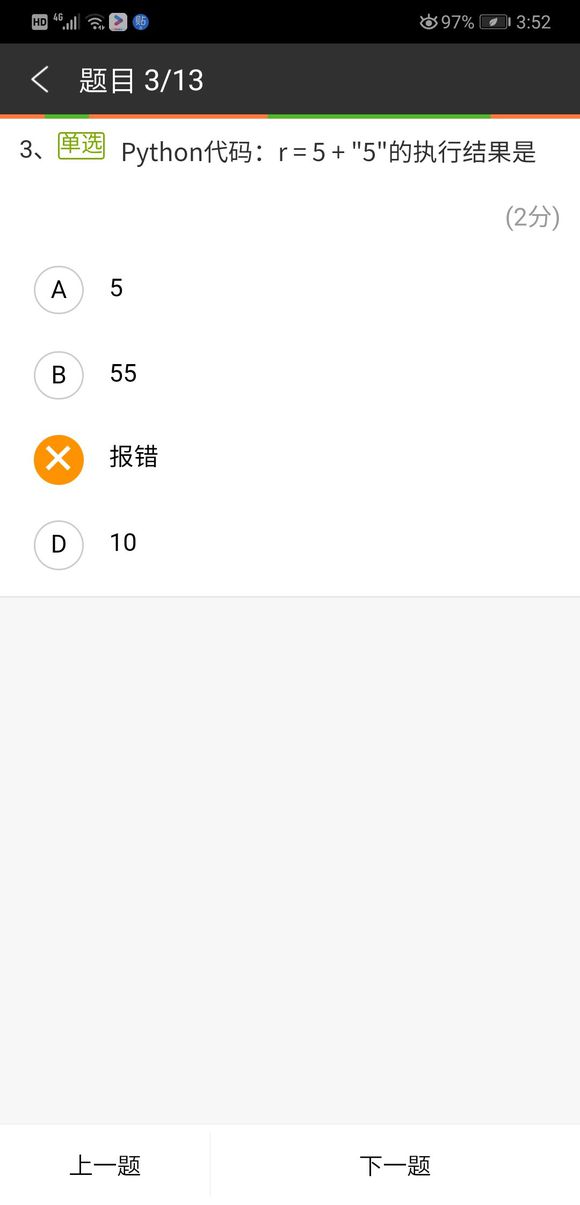 HD 4G 贴 97% 3:52
题目 3/13
3、 单选 Python代码：r = 5 + "5"的执行结果是
(2分)
A 5
B 55
报错
D 10
上一题 下一题